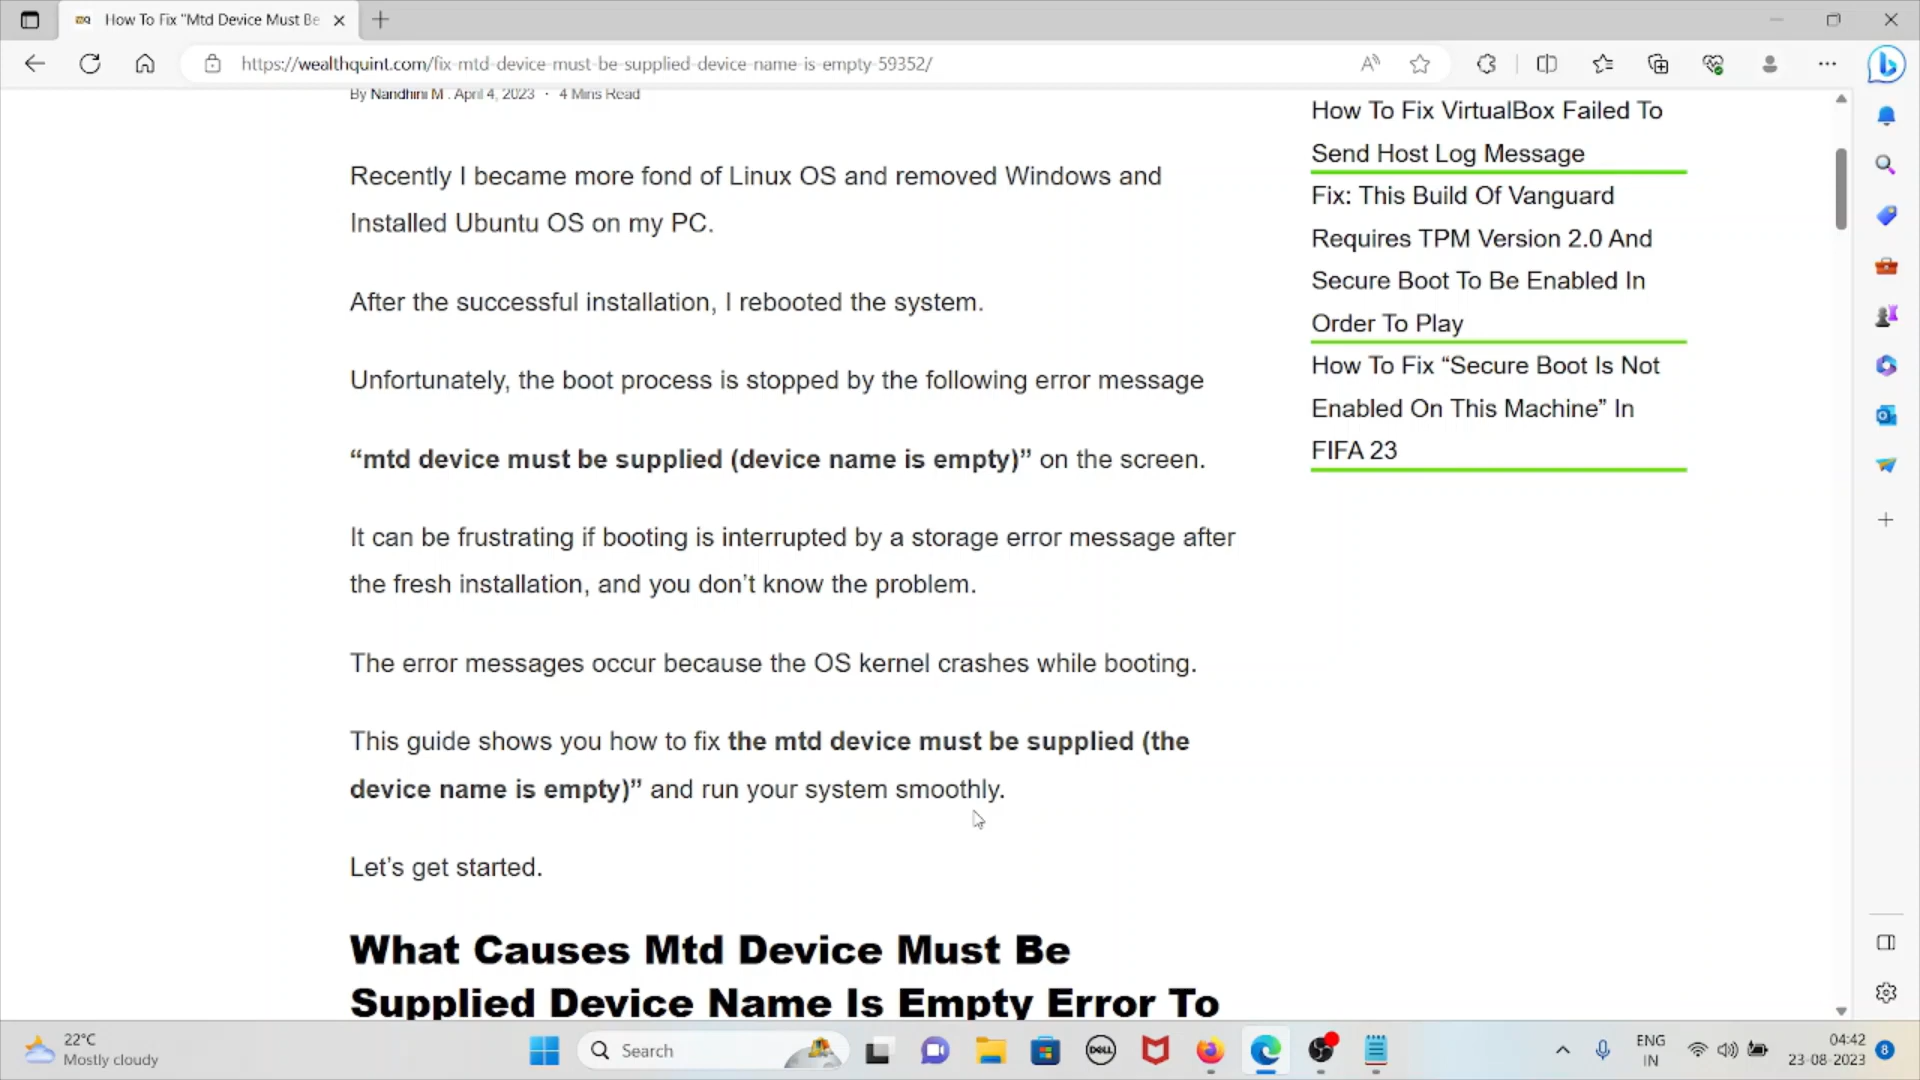 How To Fix "Mtd Device Must Be
https://wealthquint.com/fix-mtd-device-must-be-supplied-device-name-is-empty-59352/
By Nandhini M . April 4, 2023 · 4 Mins Read
Recently I became more fond of Linux OS and removed Windows and
Installed Ubuntu OS on my PC.
After the successful installation, I rebooted the system.
Unfortunately, the boot process is stopped by the following error message
“mtd device must be supplied (device name is empty)” on the screen.
It can be frustrating if booting is interrupted by a storage error message after
the fresh installation, and you don’t know the problem.
The error messages occur because the OS kernel crashes while booting.
This guide shows you how to fix the mtd device must be supplied (the
device name is empty)” and run your system smoothly.
Let’s get started.
What Causes Mtd Device Must Be
Supplied Device Name Is Empty Error To
How To Fix VirtualBox Failed To
Send Host Log Message
Fix: This Build Of Vanguard
Requires TPM Version 2.0 And
Secure Boot To Be Enabled In
Order To Play
How To Fix “Secure Boot Is Not
Enabled On This Machine” In
FIFA 23
22°C
Mostly cloudy
Search
DELL
ENG
IN
04:42
23-08-2023
8